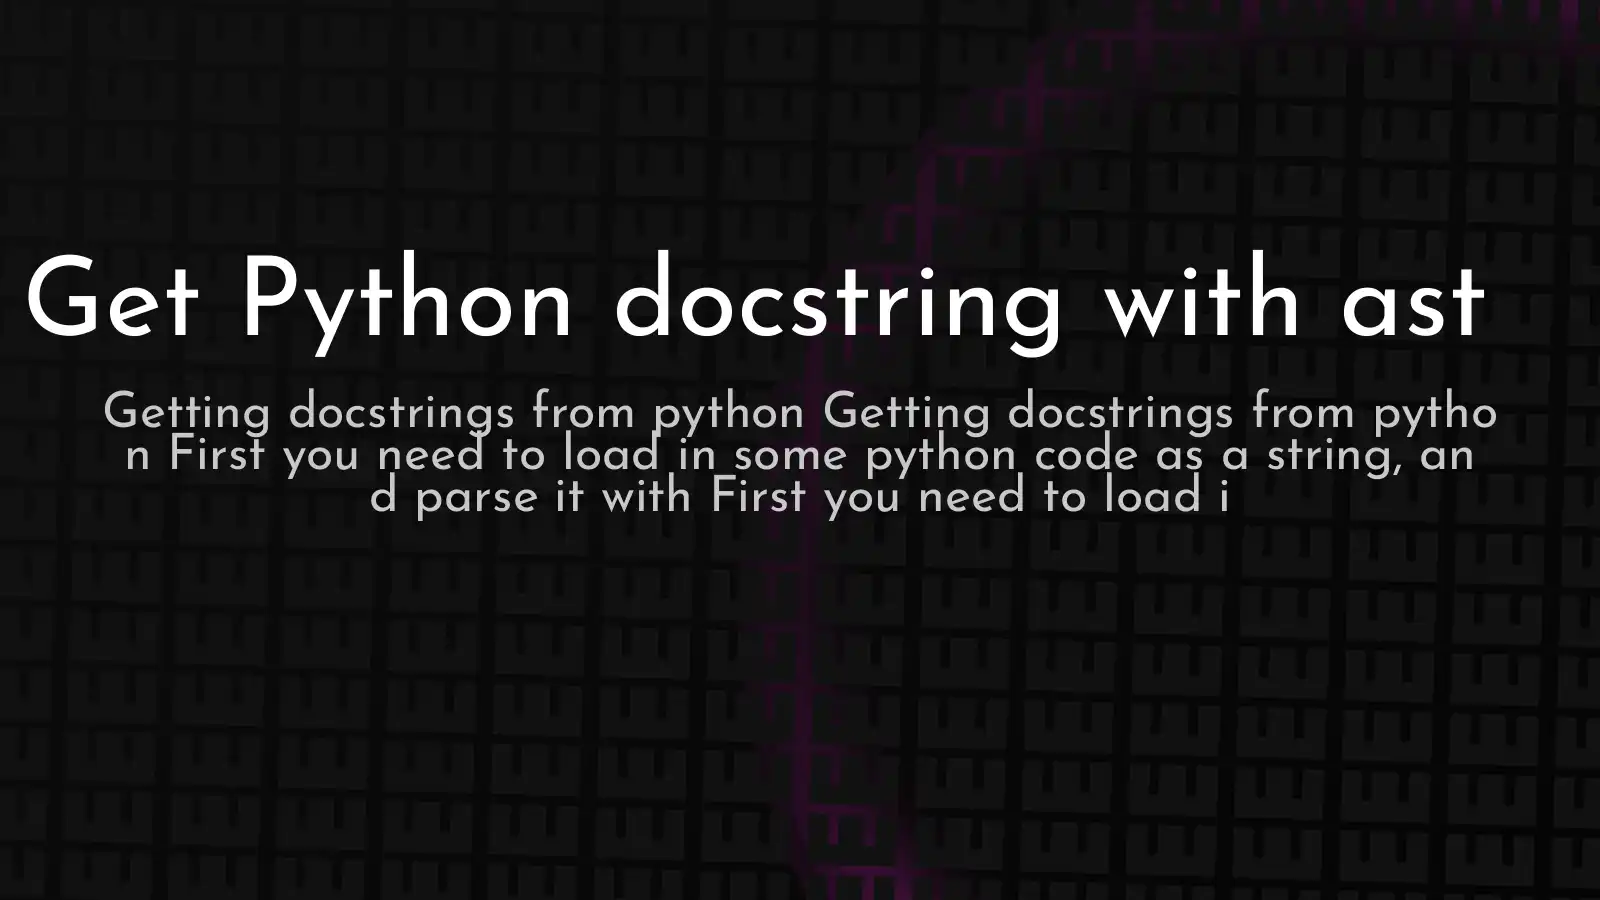 Get Python docstring with ast
Getting docstrings from python Getting docstrings from pytho
n First you need to load in some python code as a string, an
d parse it with First you need to load i